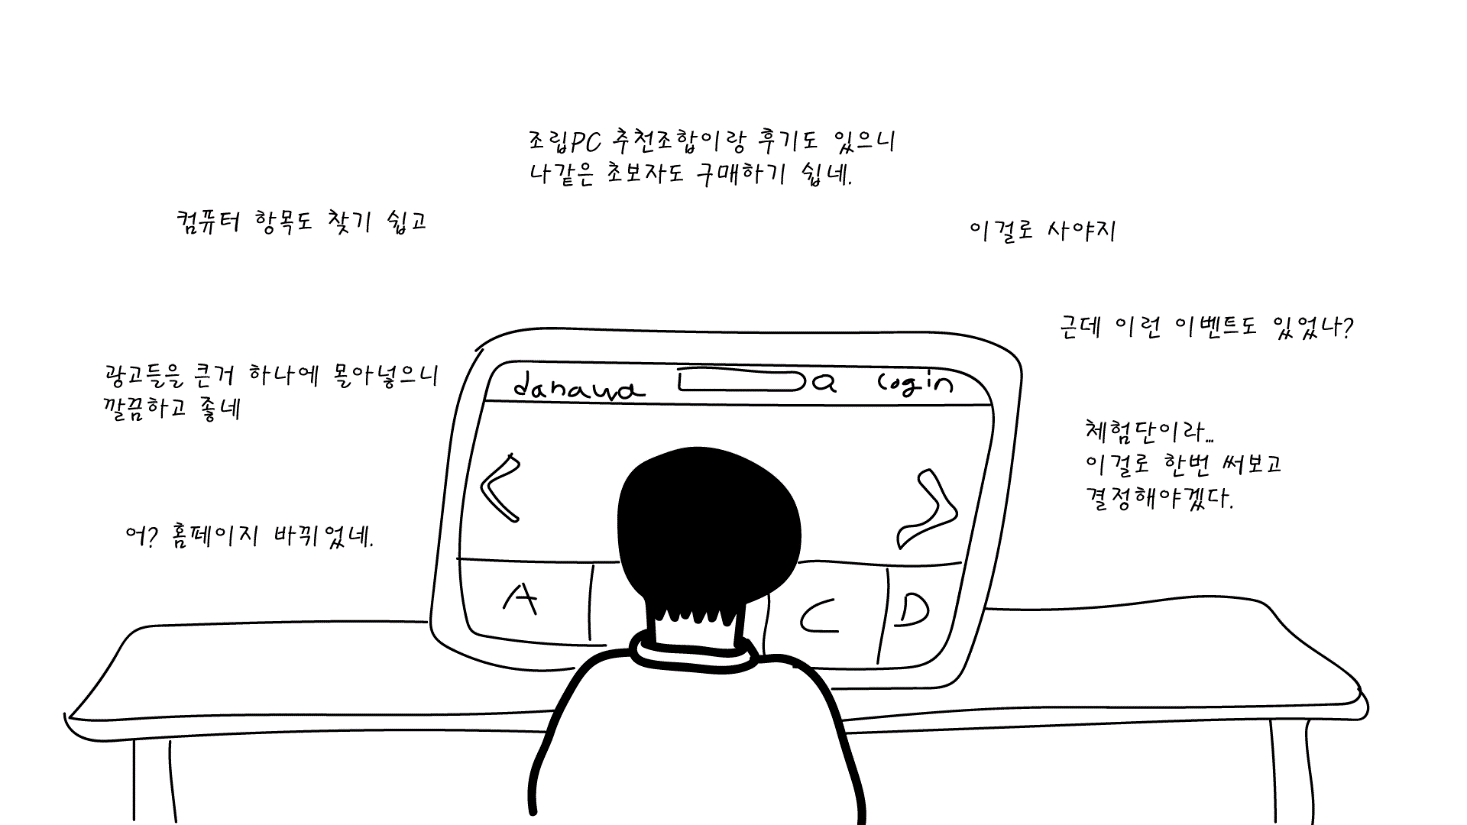 어? 홈페이지 바뀌었네.
광고들을 큰거 하나에 몰아넣으니
깔끔하고 좋네
컴퓨터 항목도 찾기 쉽고
조립PC 추천조합이랑 후기도 있으니
나같은 초보자도 구매하기 쉽네.
이걸로 사야지
근데 이런 이벤트도 있었나?
체험단이라...
이걸로 한번 써보고
결정해야겠다.
danawa Login
A C D